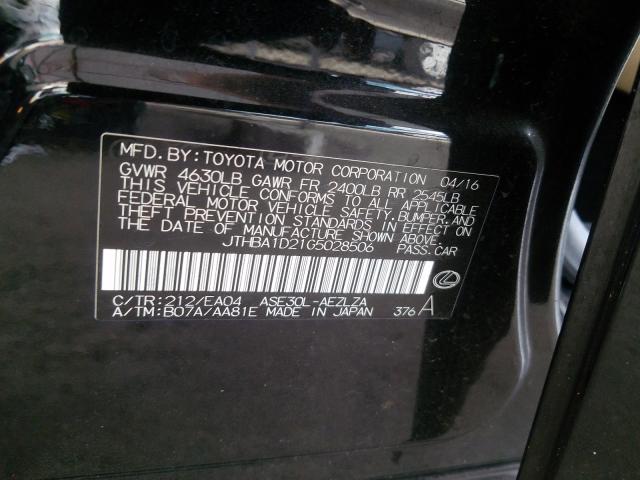 MFD. BY: TOYOTA MOTOR CORPORATION 04/16
GVWR 4630LB GAWR FR 2400LB RR 2545LB
THIS VEHICLE CONFORMS TO ALL APPLICABLE
FEDERAL MOTOR VEHICLE SAFETY, BUMPER, AND
THEFT PREVENTION STANDARDS IN EFFECT ON
THE DATE OF MANUFACTURE SHOWN ABOVE.
JTHBA1D21G5028506 PASS. CAR
C/TR: 212/EA04 ASE30L-AEZLZA
A/TM: B07A/AA81E MADE IN JAPAN 376 A